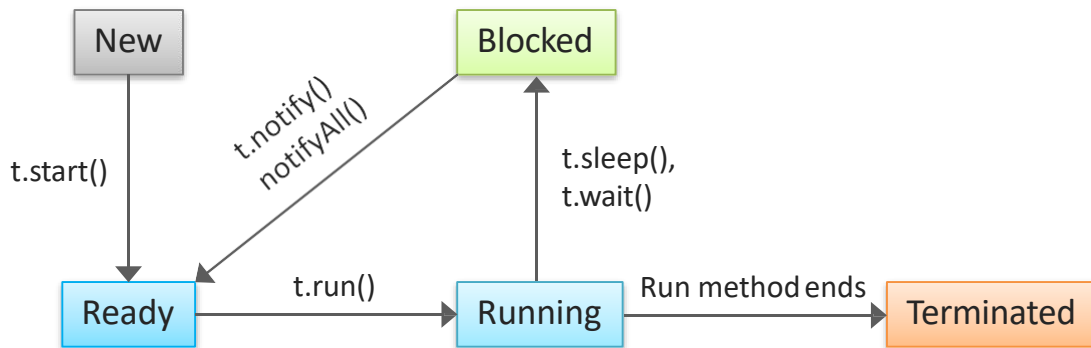 New
Blocked
t.notify()
notifyAll()
t.start()
t.sleep(),
t.wait()
Ready
t.run()
Running
Run method ends
Terminated